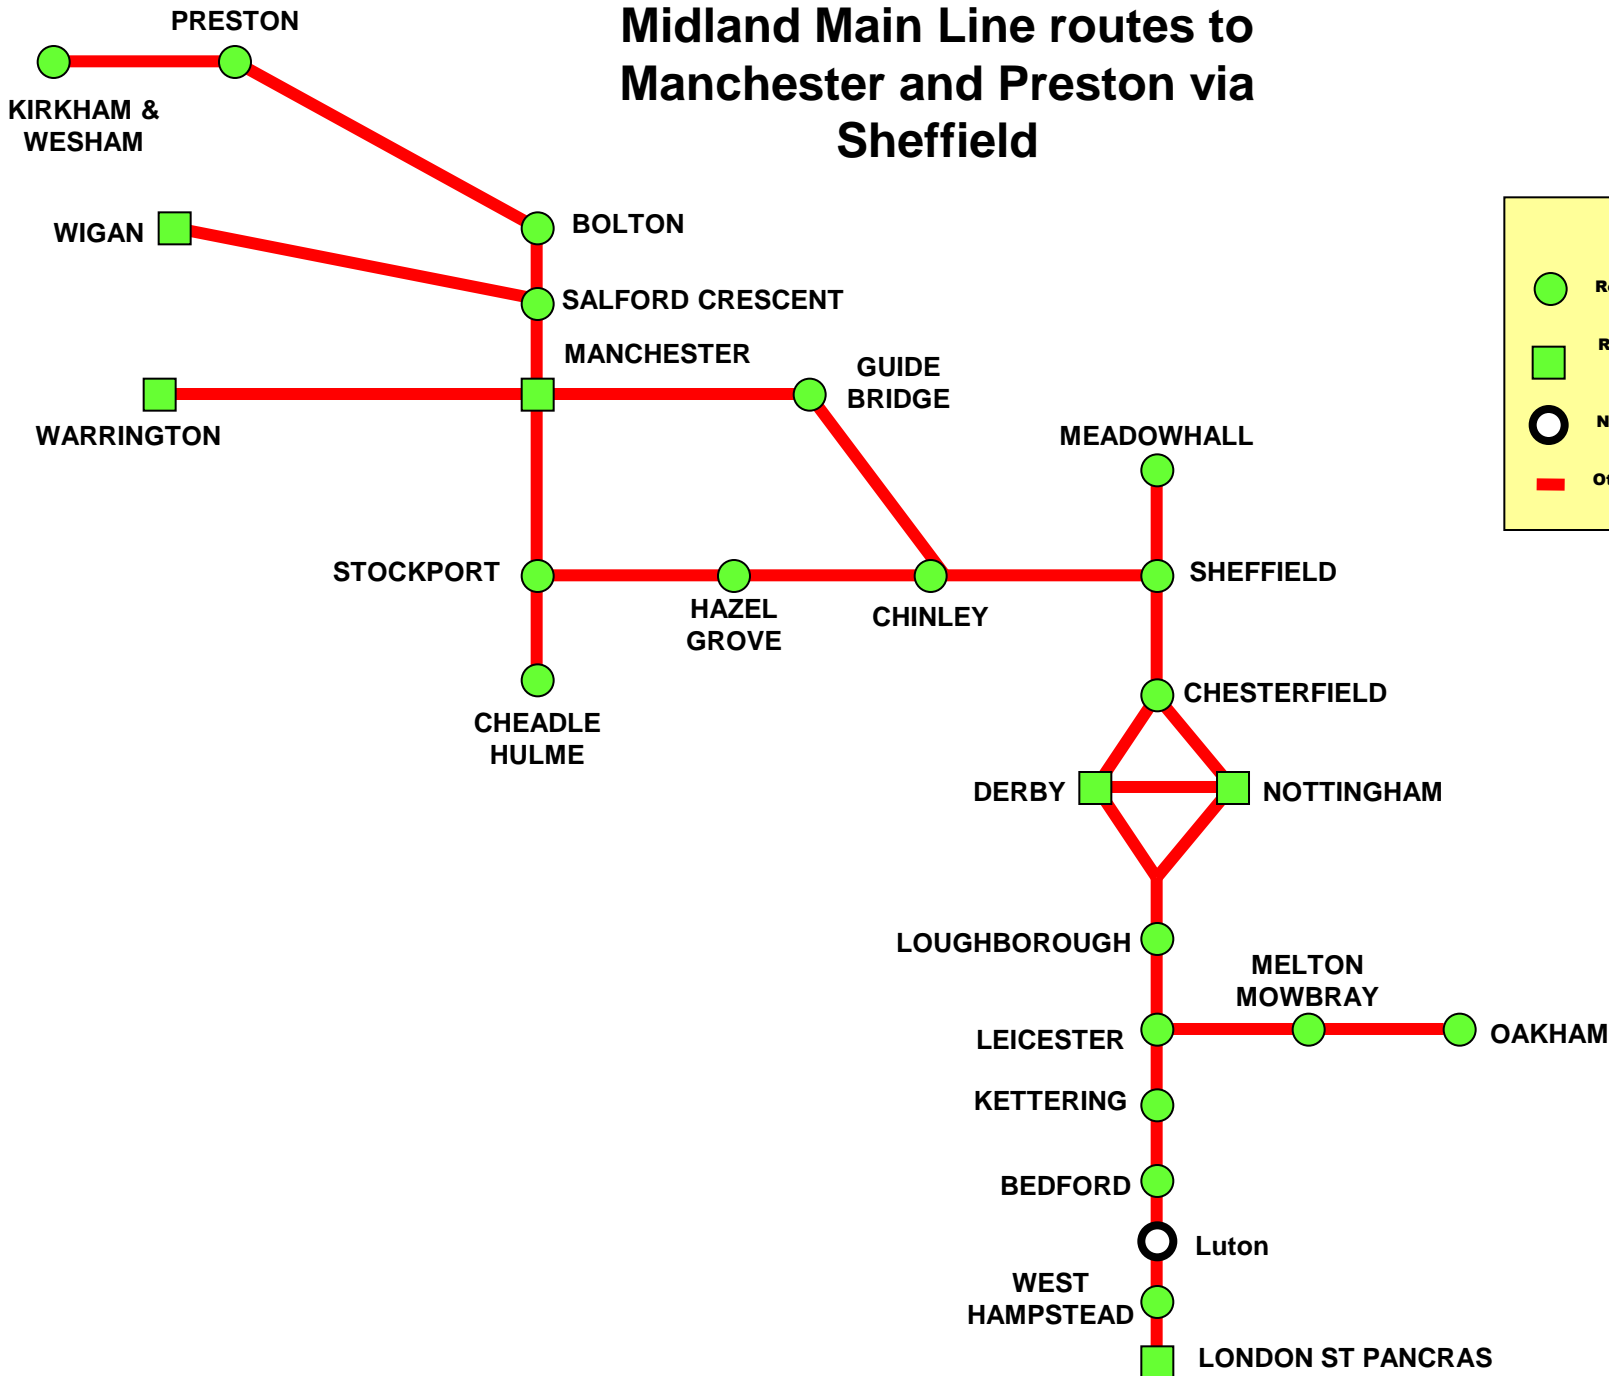 Midland Main Line routes to
Manchester and Preston via
Sheffield
PRESTON
KIRKHAM &
WESHAM
WIGAN
BOLTON
SALFORD CRESCENT
MANCHESTER
GUIDE
BRIDGE
WARRINGTON
MEADOWHALL
STOCKPORT
HAZEL
GROVE
CHINLEY
SHEFFIELD
CHEADLE
HULME
CHESTERFIELD
DERBY
NOTTINGHAM
LOUGHBOROUGH
MELTON
MOWBRAY
LEICESTER
OAKHAM
KETTERING
BEDFORD
Luton
WEST
HAMPSTEAD
LONDON ST PANCRAS